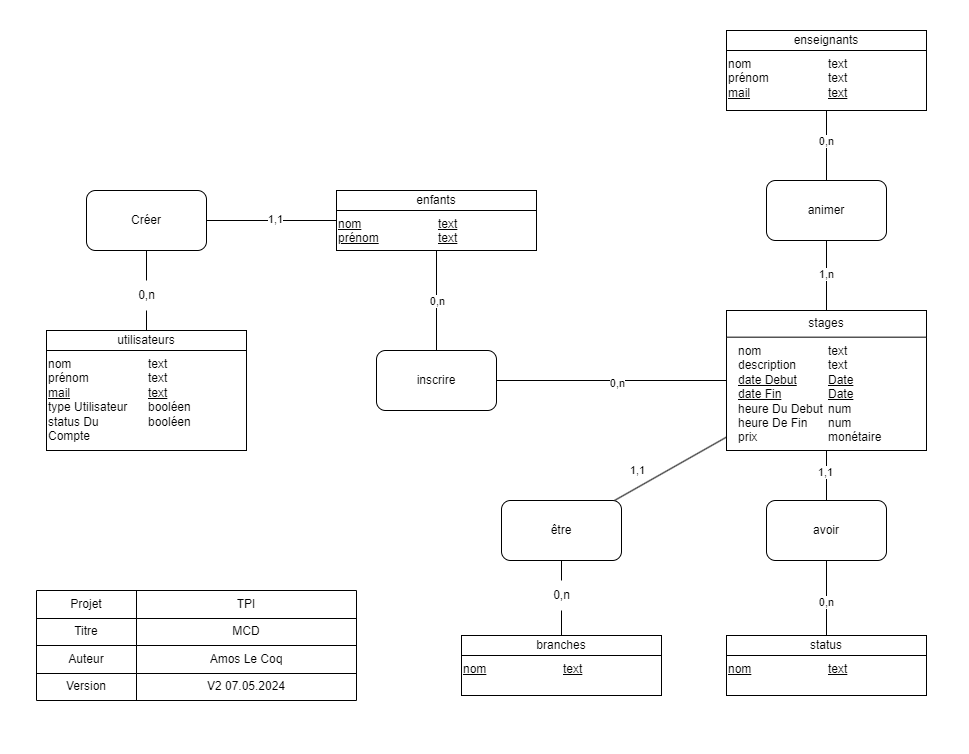 enseignants
nom text
prénom text
mail text
0,n
animer
1,n
Créer
1,1
enfants
nom text
prénom text
0,n
0,n
utilisateurs
nom text
prénom text
mail text
type Utilisateur booléen
status Du booléen
Compte
inscrire
0,n
stages
nom text
description text
date Debut Date
date Fin Date
heure Du Debut num
heure De Fin num
prix monétaire
1,1
1,1
être
avoir
0,n
0,n
branches
nom text
status
nom text
Projet TPI
Titre MCD
Auteur Amos Le Coq
Version V2 07.05.2024